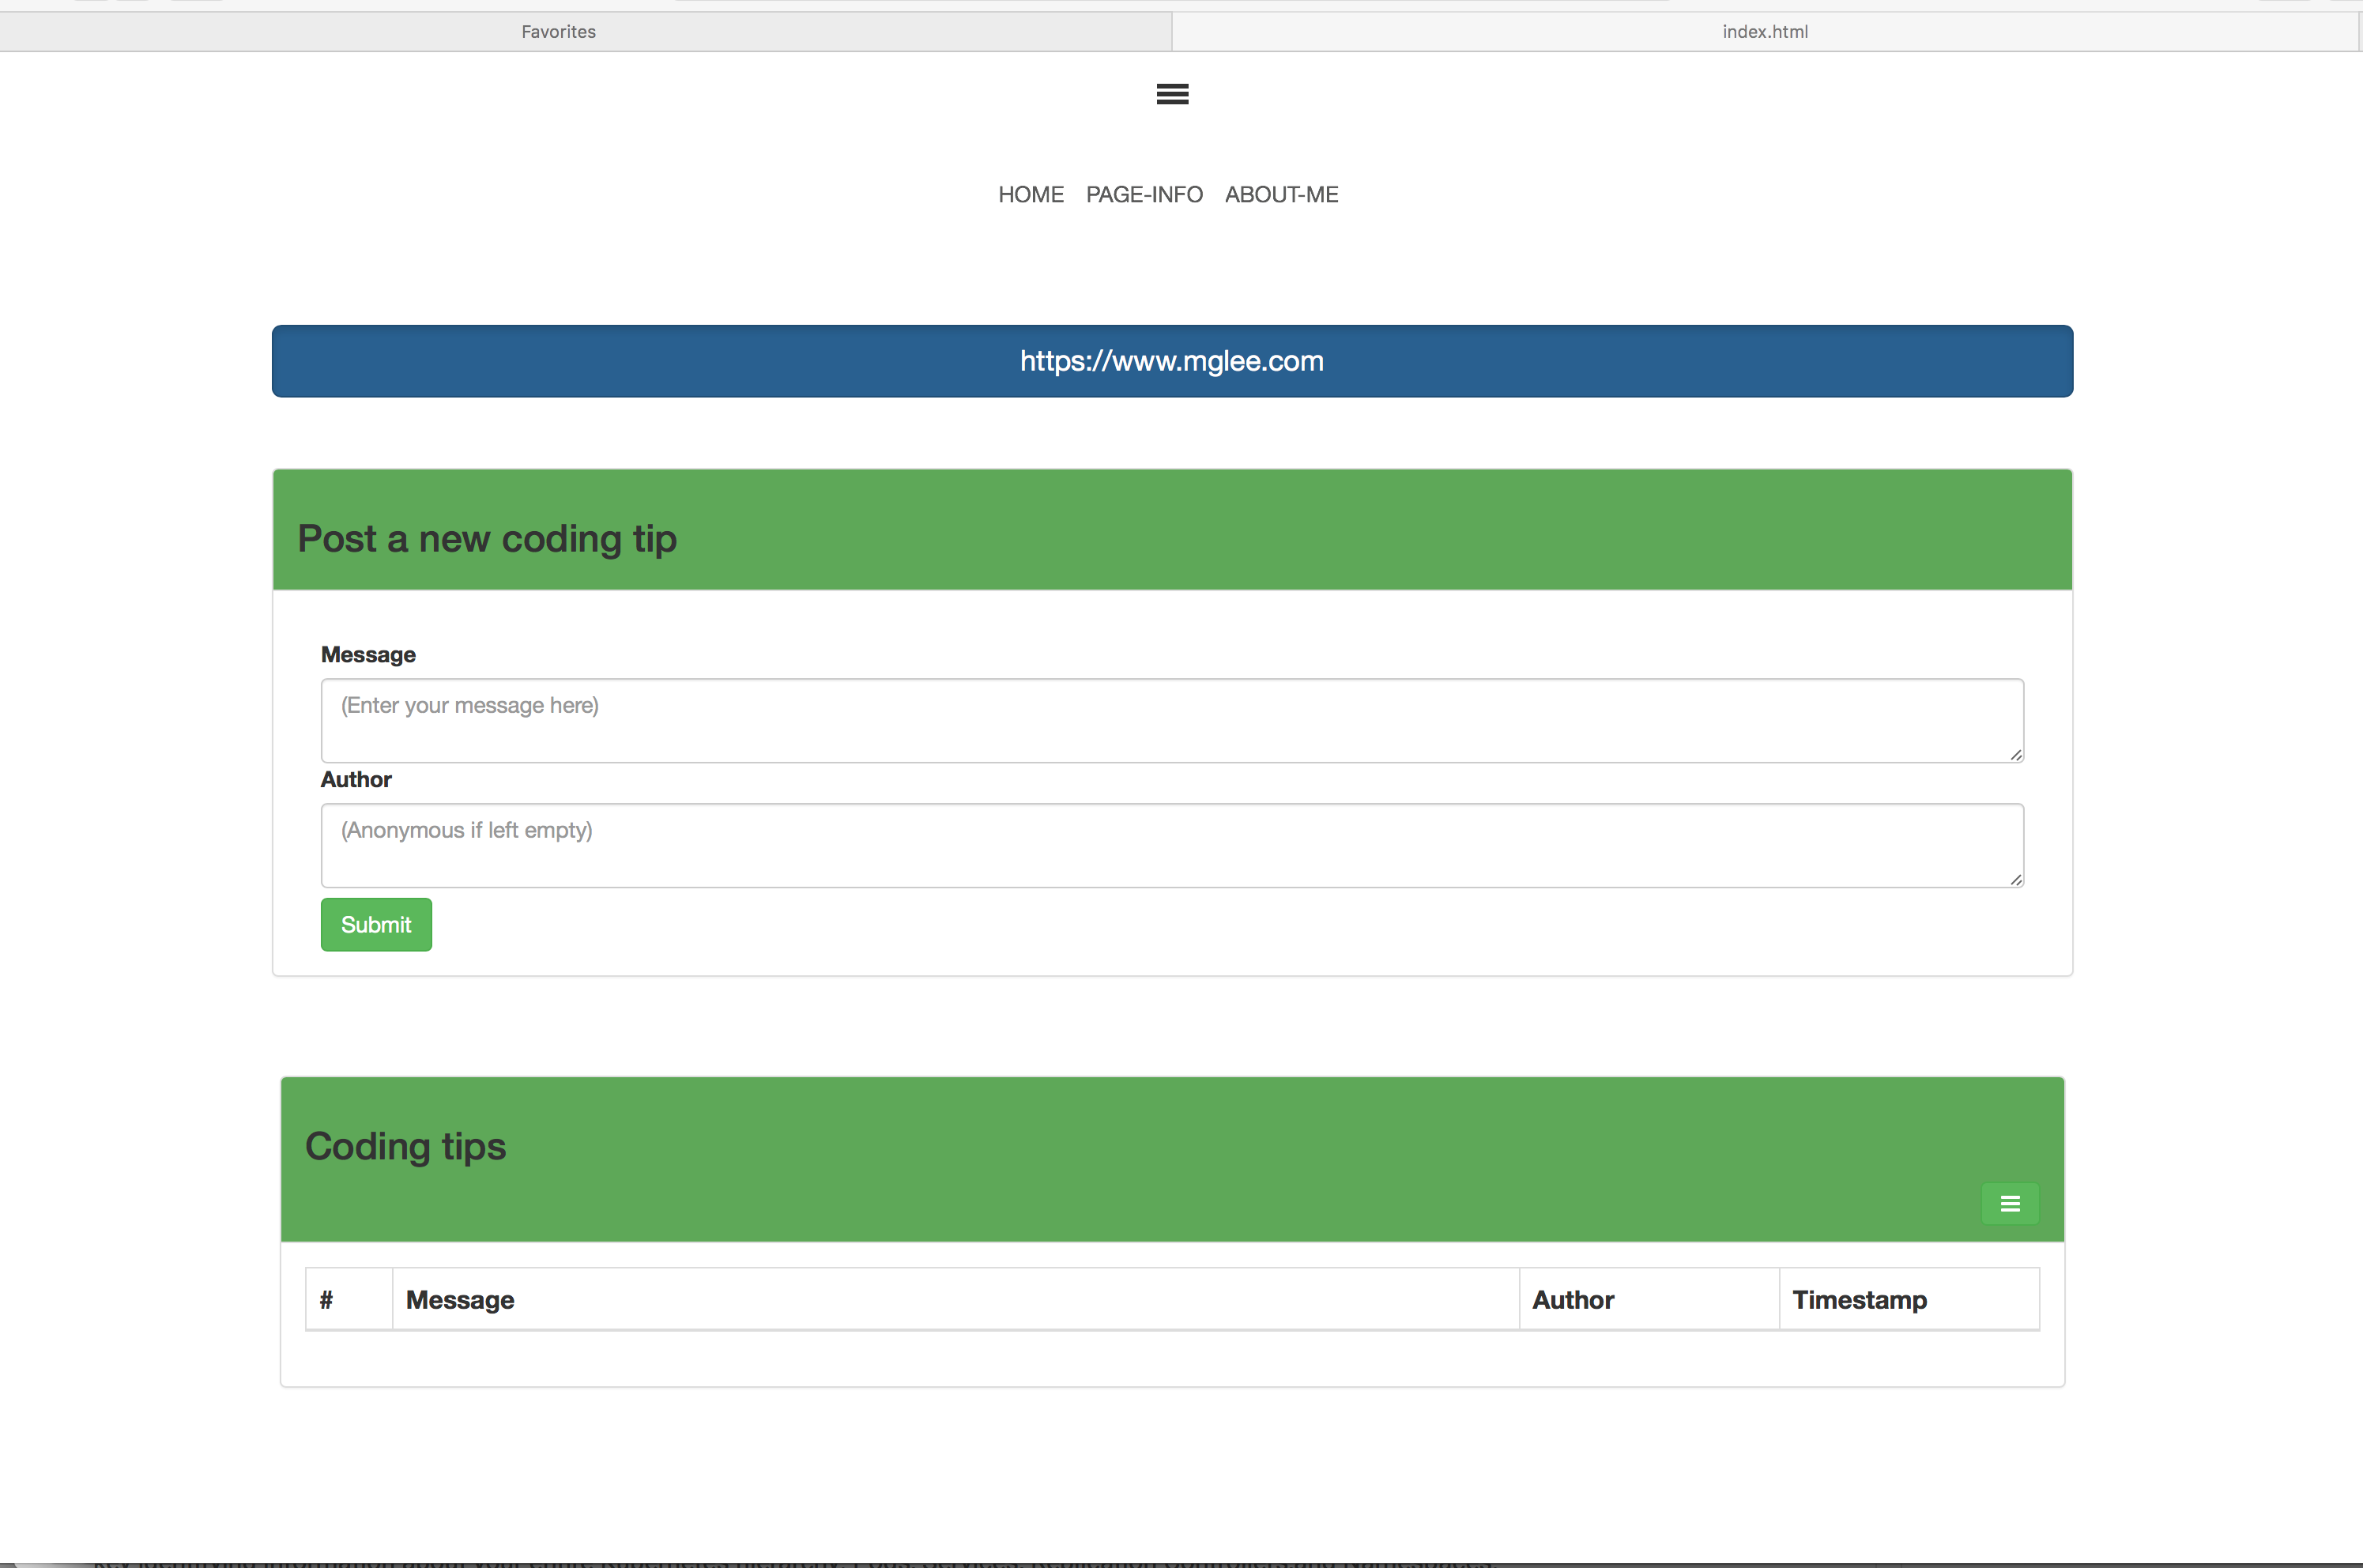 Favorites index.html
HOME PAGE-INFO ABOUT-ME
https://www.mglee.com
Post a new coding tip
Message
(Enter your message here)
Author
(Anonymous if left empty)
Submit
Coding tips
# Message Author Timestamp